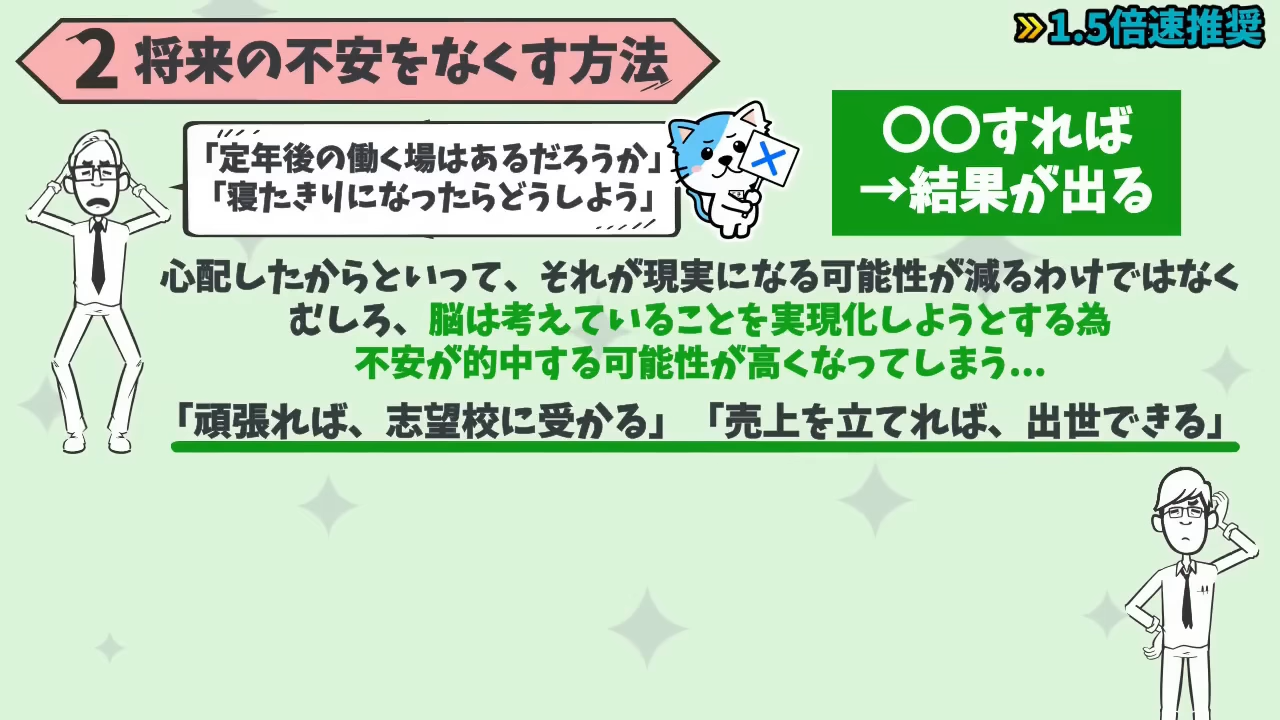 2 将来の不安をなくす方法
1.5倍速推奨
「定年後の働く場はあるだろうか」
「寝たきりになったらどうしよう」
〇〇すれば
→結果が出る
心配したからといって、それが現実になる可能性が減るわけではなく
むしろ、脳は考えていることを実現化しようとする為
不安が的中する可能性が高くなってしまう…
「頑張れば、志望校に受かる」「売上を立てれば、出世できる」